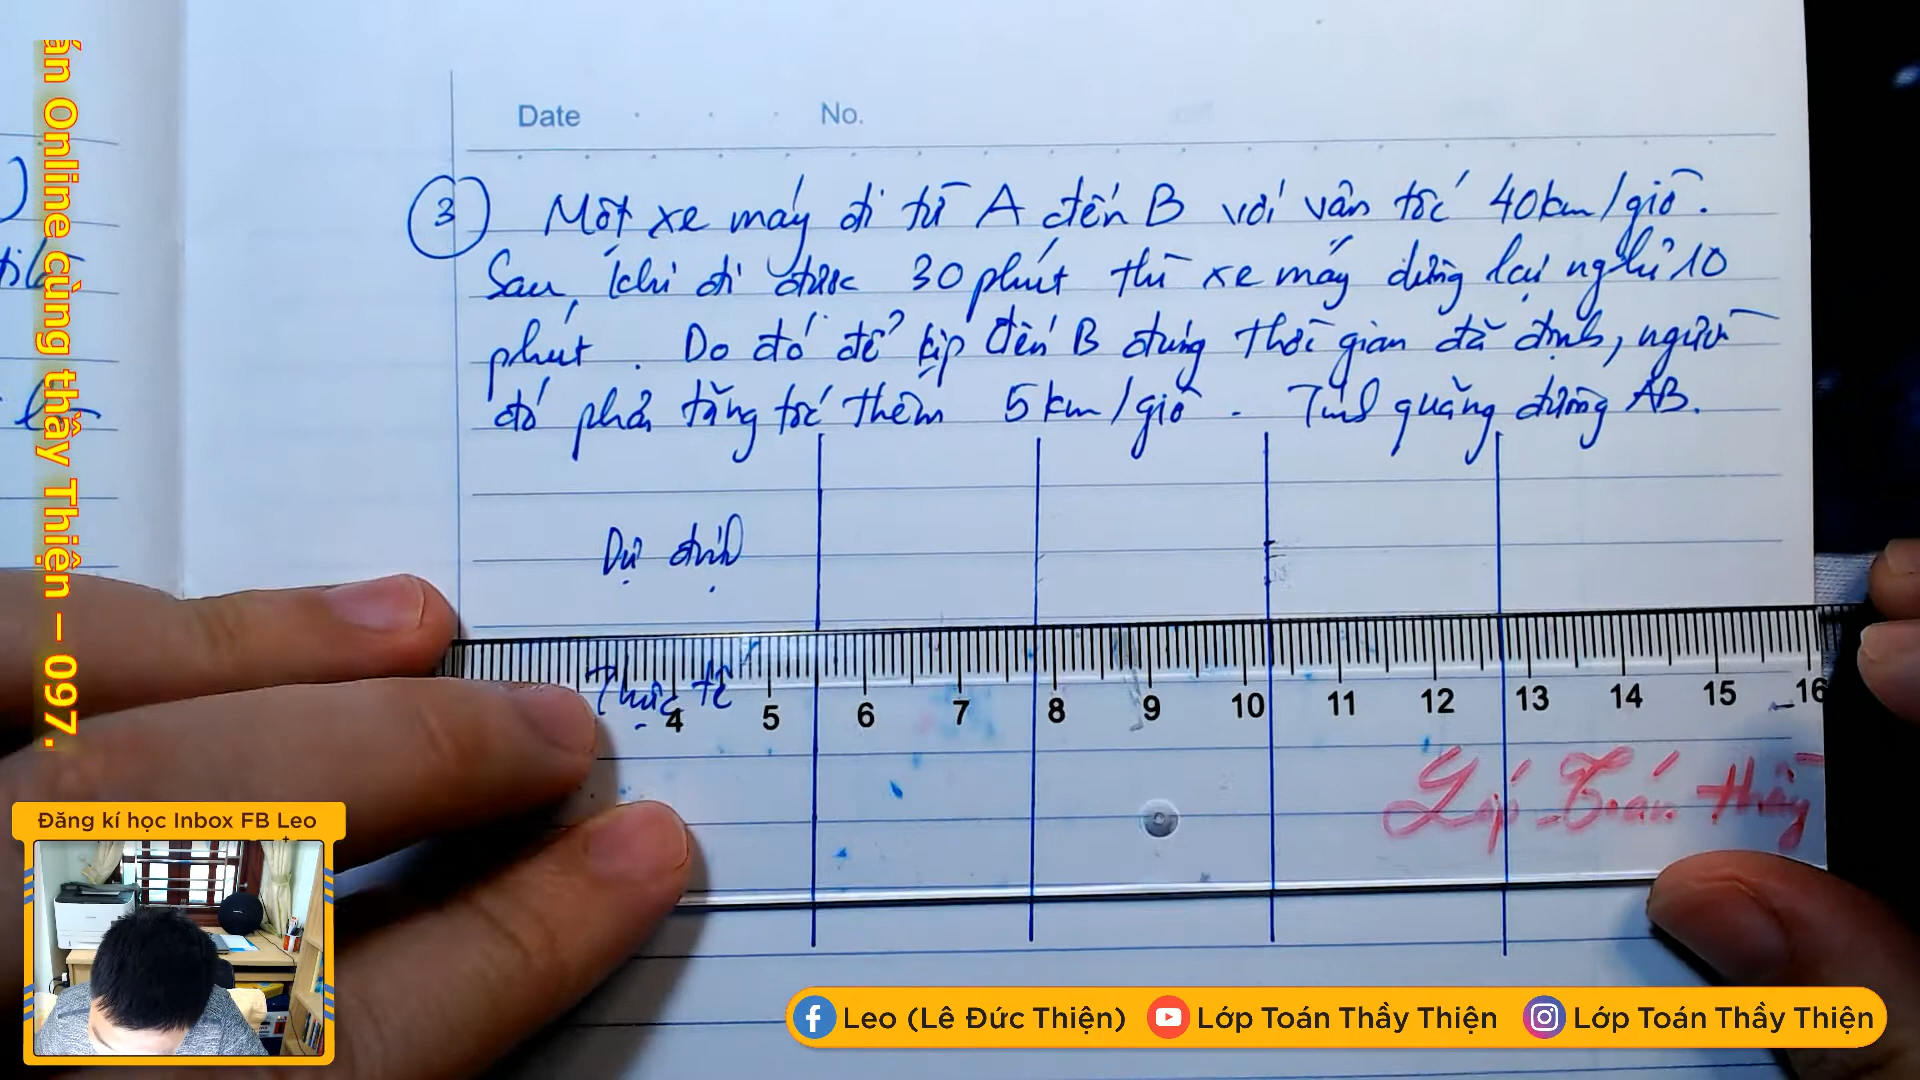 án Online cùng thầy Thiện – 097.
Date No.
3 Một xe máy đi từ A đến B với vân tốc 40km/giờ.
Sau khi đi được 30 phút thì xe máy dừng lại nghỉ 10
phút. Do đó để kịp đến B đúng thời gian đã định, người
đó phải tăng tốc thêm 5 km/giờ. Tính quãng đường AB.
Dự định
Thực tế
4 5 6 7 8 9 10 11 12 13 14 15 16
Lớp Toán thầy
Đăng kí học Inbox FB Leo
Leo (Lê Đức Thiện) Lớp Toán Thầy Thiện Lớp Toán Thầy Thiện